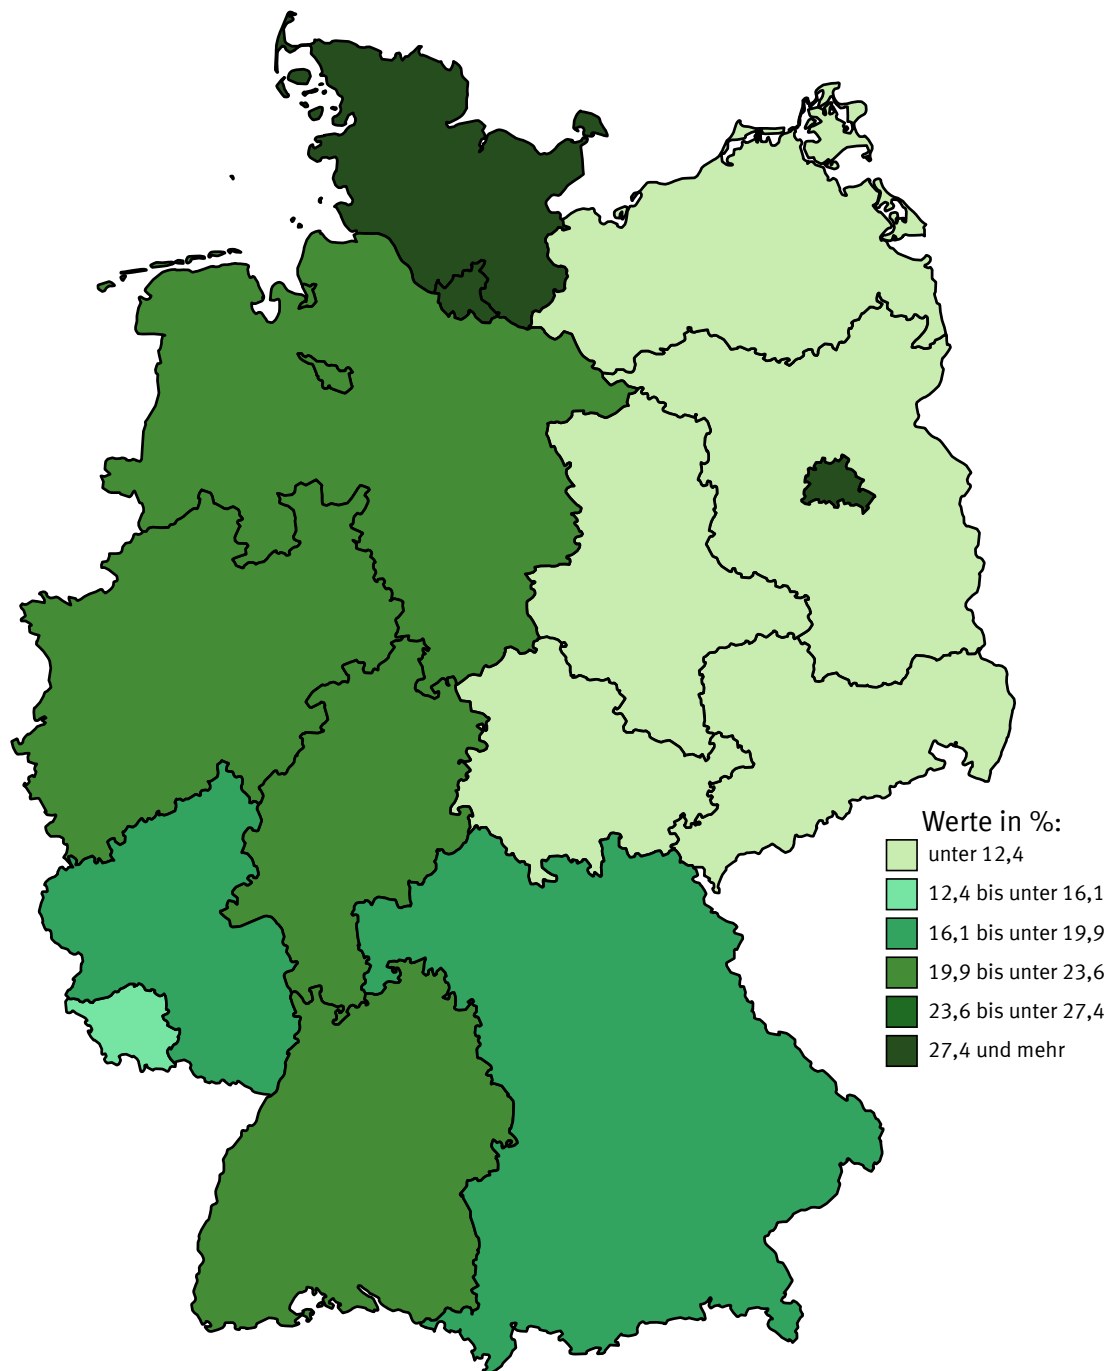 Werte in %:
unter 12,4
12,4 bis unter 16,1
16,1 bis unter 19,9
19,9 bis unter 23,6
23,6 bis unter 27,4
27,4 und mehr